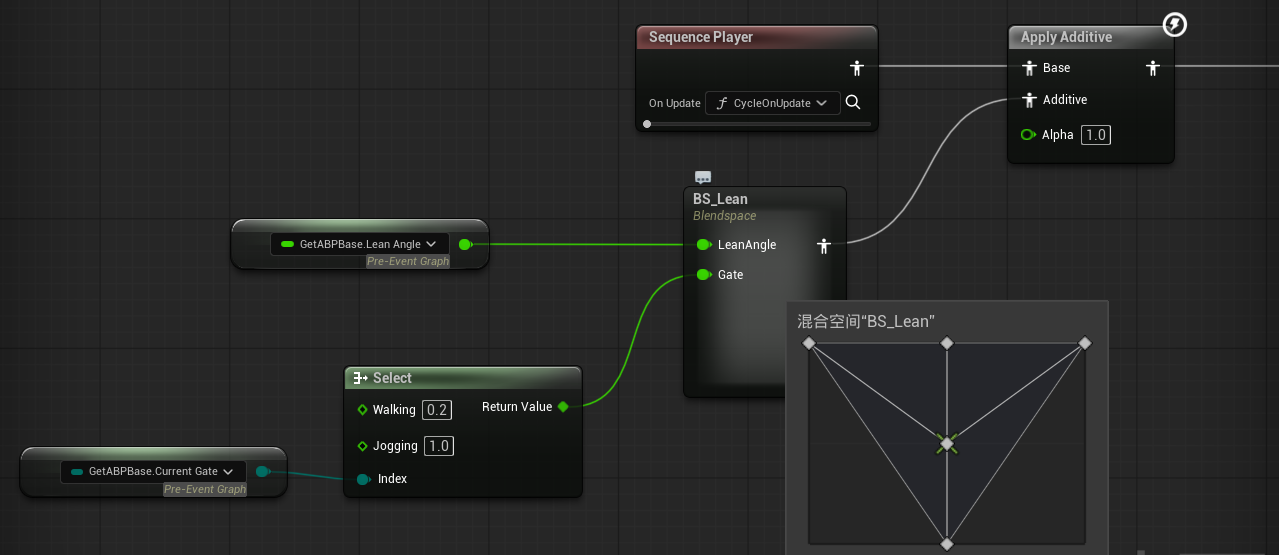 Sequence Player
On Update
CycleOnUpdate
Apply Additive
Base
Additive
Alpha
1.0
BS_Lean
Blendspace
LeanAngle
Gate
GetABPBase.Lean Angle
Pre-Event Graph
混合空间“BS_Lean”
Select
Walking
0.2
Return Value
Jogging
1.0
Index
GetABPBase.Current Gate
Pre-Event Graph